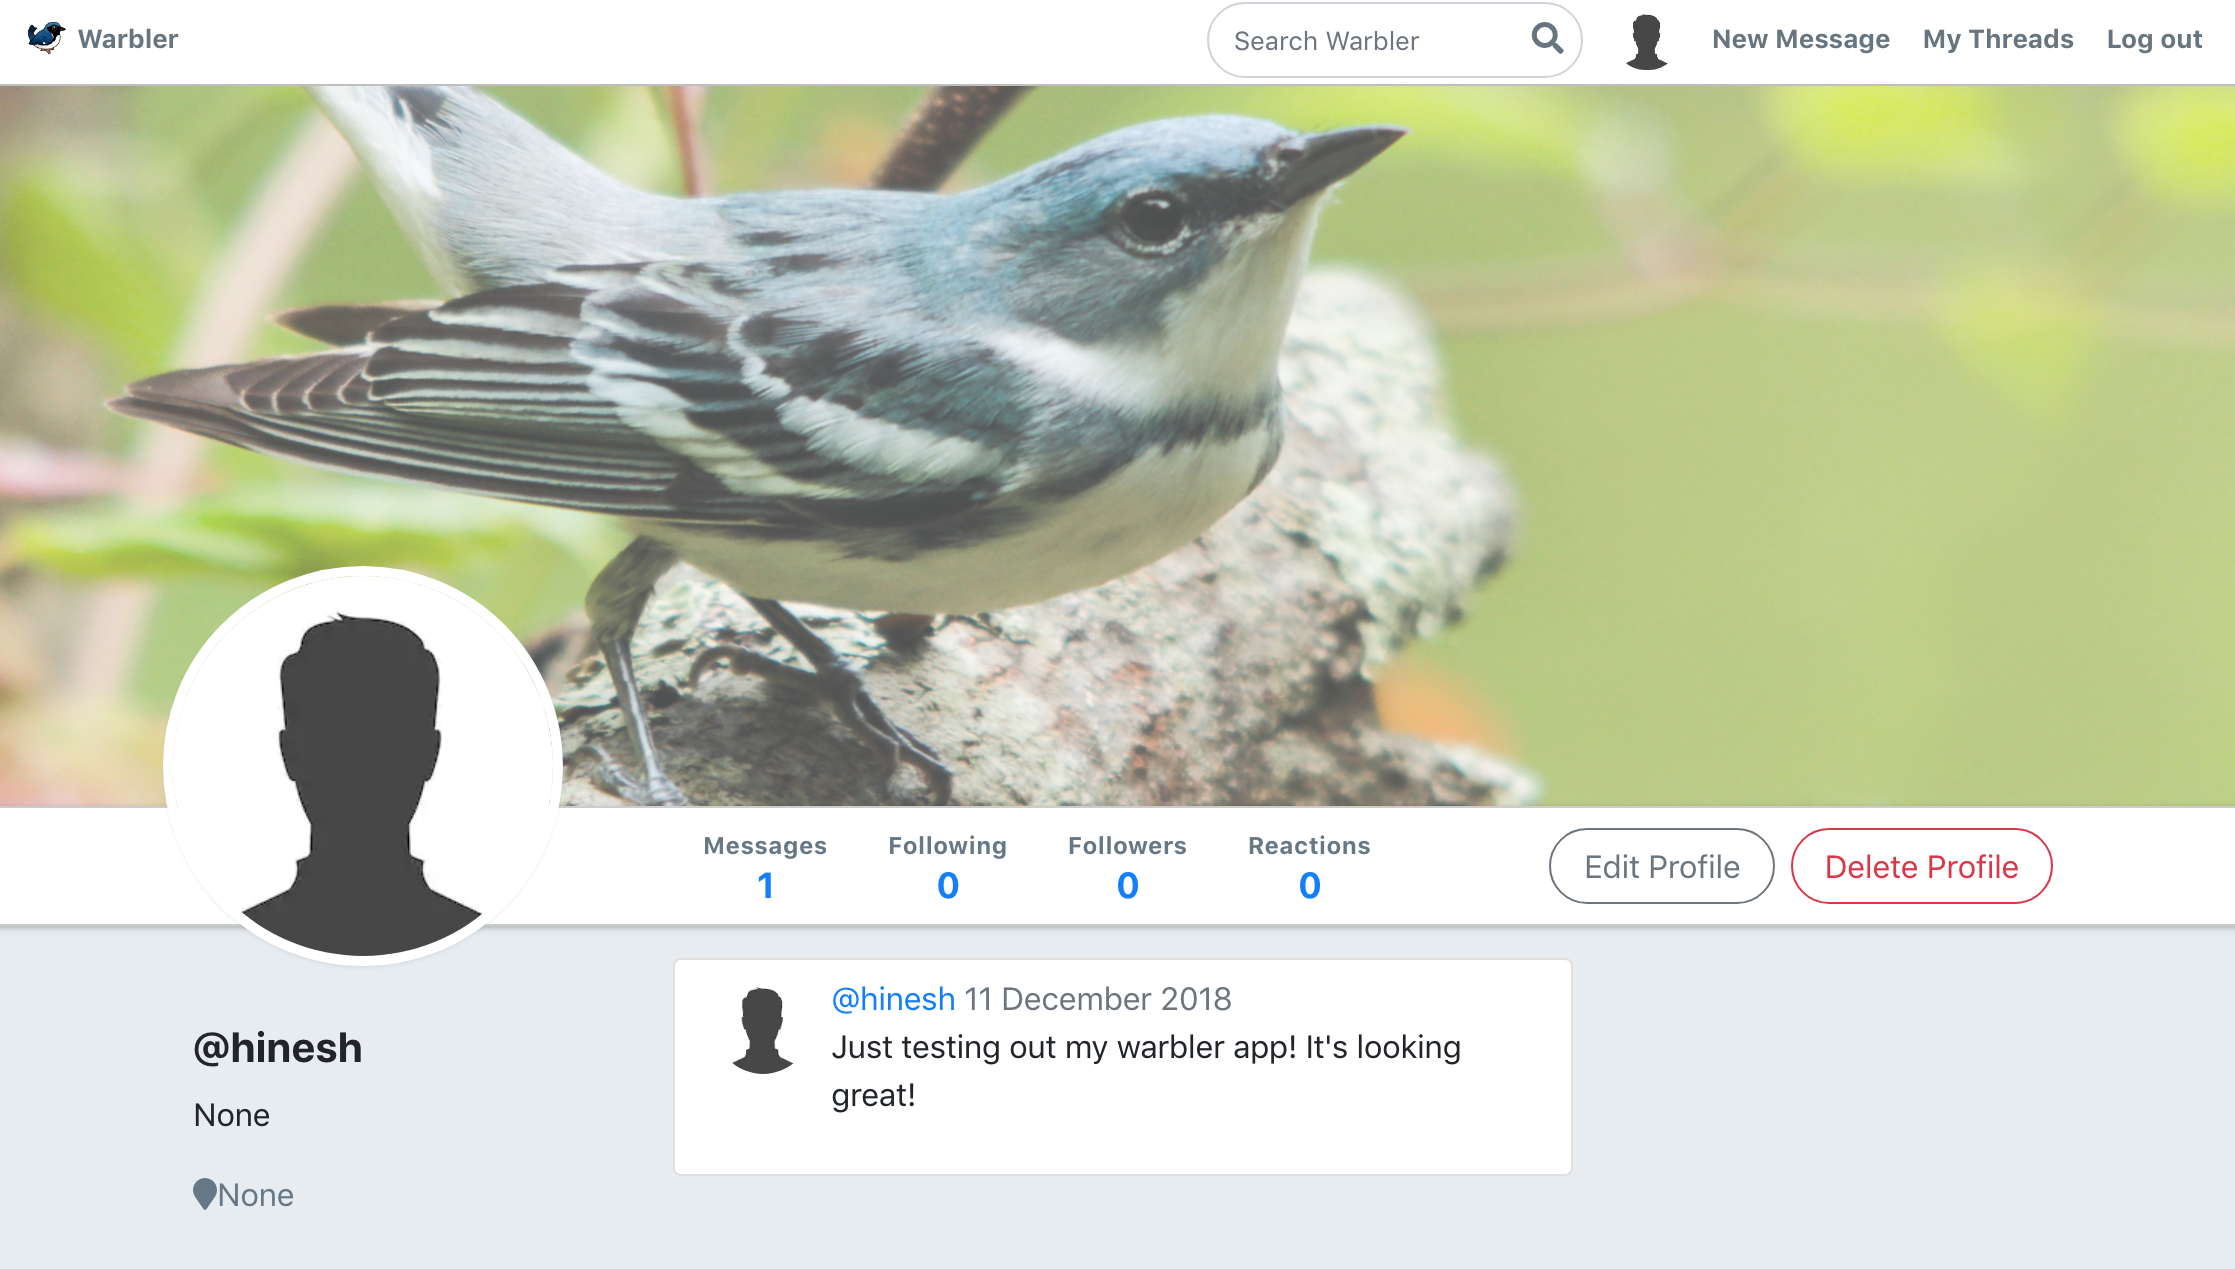 Warbler
Search Warbler
New Message
My Threads
Log out
Messages
1
Following
0
Followers
0
Reactions
0
Edit Profile
Delete Profile
@hinesh
None
None
@hinesh 11 December 2018
Just testing out my warbler app! It's looking
great!